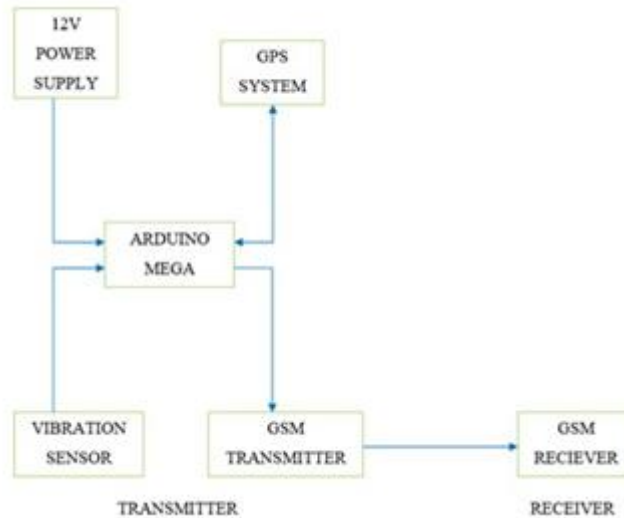 12V
POWER
SUPPLY
GPS
SYSTEM
ARDUINO
MEGA
VIBRATION
SENSOR
GSM
TRANSMITTER
GSM
RECIEVER
TRANSMITTER
RECEIVER